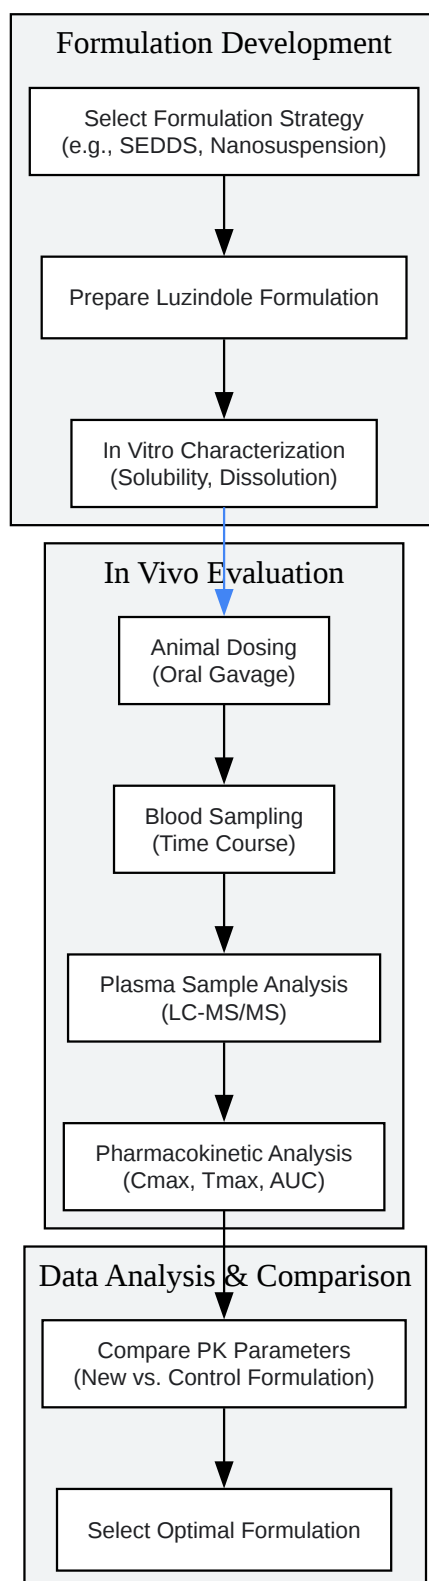 Formulation Development
Select Formulation Strategy
(e.g., SEDDS, Nanosuspension)
Prepare Luzindole Formulation
In Vitro Characterization
(Solubility, Dissolution)
In Vivo Evaluation
Animal Dosing
(Oral Gavage)
Blood Sampling
(Time Course)
Plasma Sample Analysis
(LC-MS/MS)
Pharmacokinetic Analysis
(Cmax, Tmax, AUC)
Data Analysis & Comparison
Compare PK Parameters
(New vs. Control Formulation)
Select Optimal Formulation